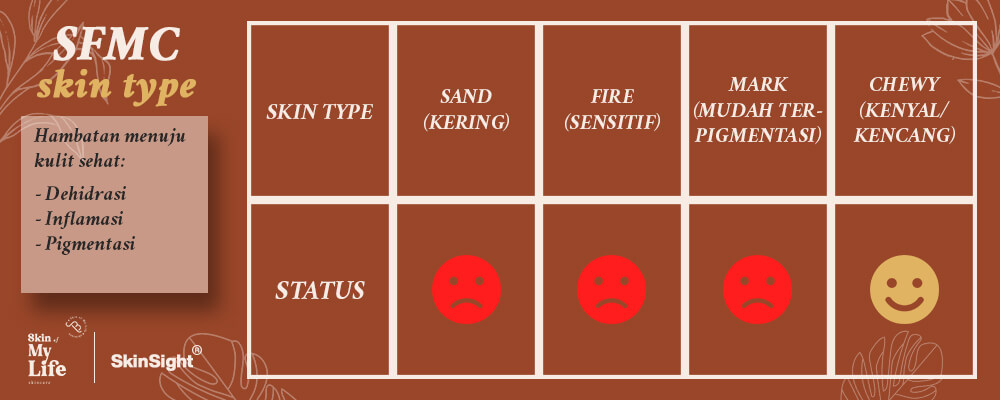 SFMC
skin type
Hambatan menuju
kulit sehat:
- Dehidrasi
- Inflamasi
- Pigmentasi
Skin of
My
Life
skincare
SkinSight®
SKIN TYPE
SAND
(KERING)
FIRE
(SENSITIF)
MARK
(MUDAH TER-
PIGMENTASI)
CHEWY
(KENYAL/
KENCANG)
STATUS